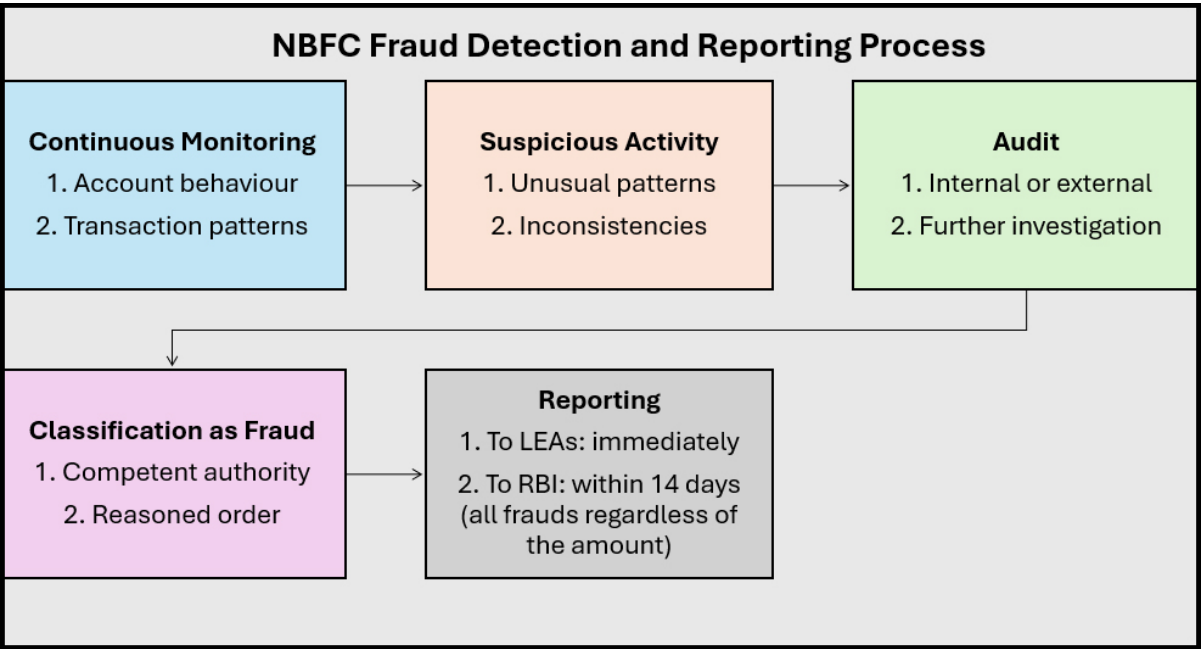 NBFC Fraud Detection and Reporting Process
Continuous Monitoring
1. Account behaviour
2. Transaction patterns
Suspicious Activity
1. Unusual patterns
2. Inconsistencies
Audit
1. Internal or external
2. Further investigation
Classification as Fraud
1. Competent authority
2. Reasoned order
Reporting
1. To LEAs: immediately
2. To RBI: within 14 days
(all frauds regardless of
the amount)